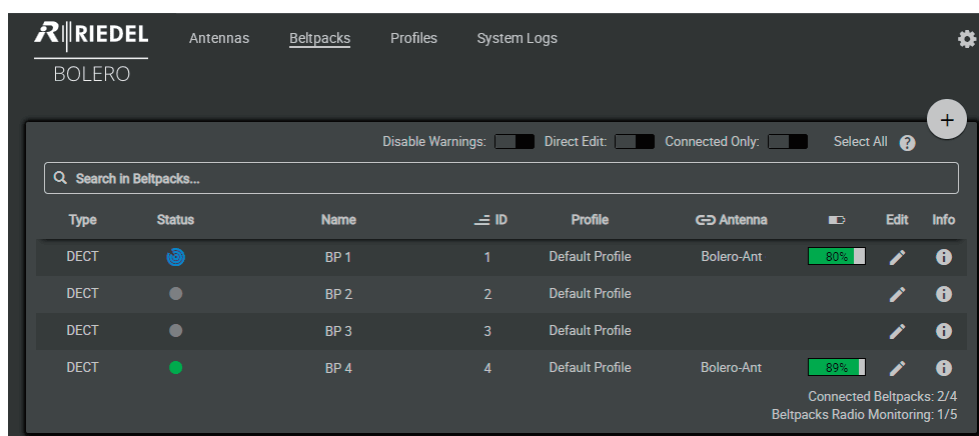 RIEDEL
BOLERO
Antennas Beltpacks Profiles System Logs
+
Disable Warnings: Direct Edit: Connected Only: Select All ?
Search in Beltpacks...
Type Status Name ID Profile Antenna Edit Info
DECT BP 1 1 Default Profile Bolero-Ant 80%
DECT BP 2 2 Default Profile
DECT BP 3 3 Default Profile
DECT BP 4 4 Default Profile Bolero-Ant 89%
Connected Beltpacks: 2/4
Beltpacks Radio Monitoring: 1/5